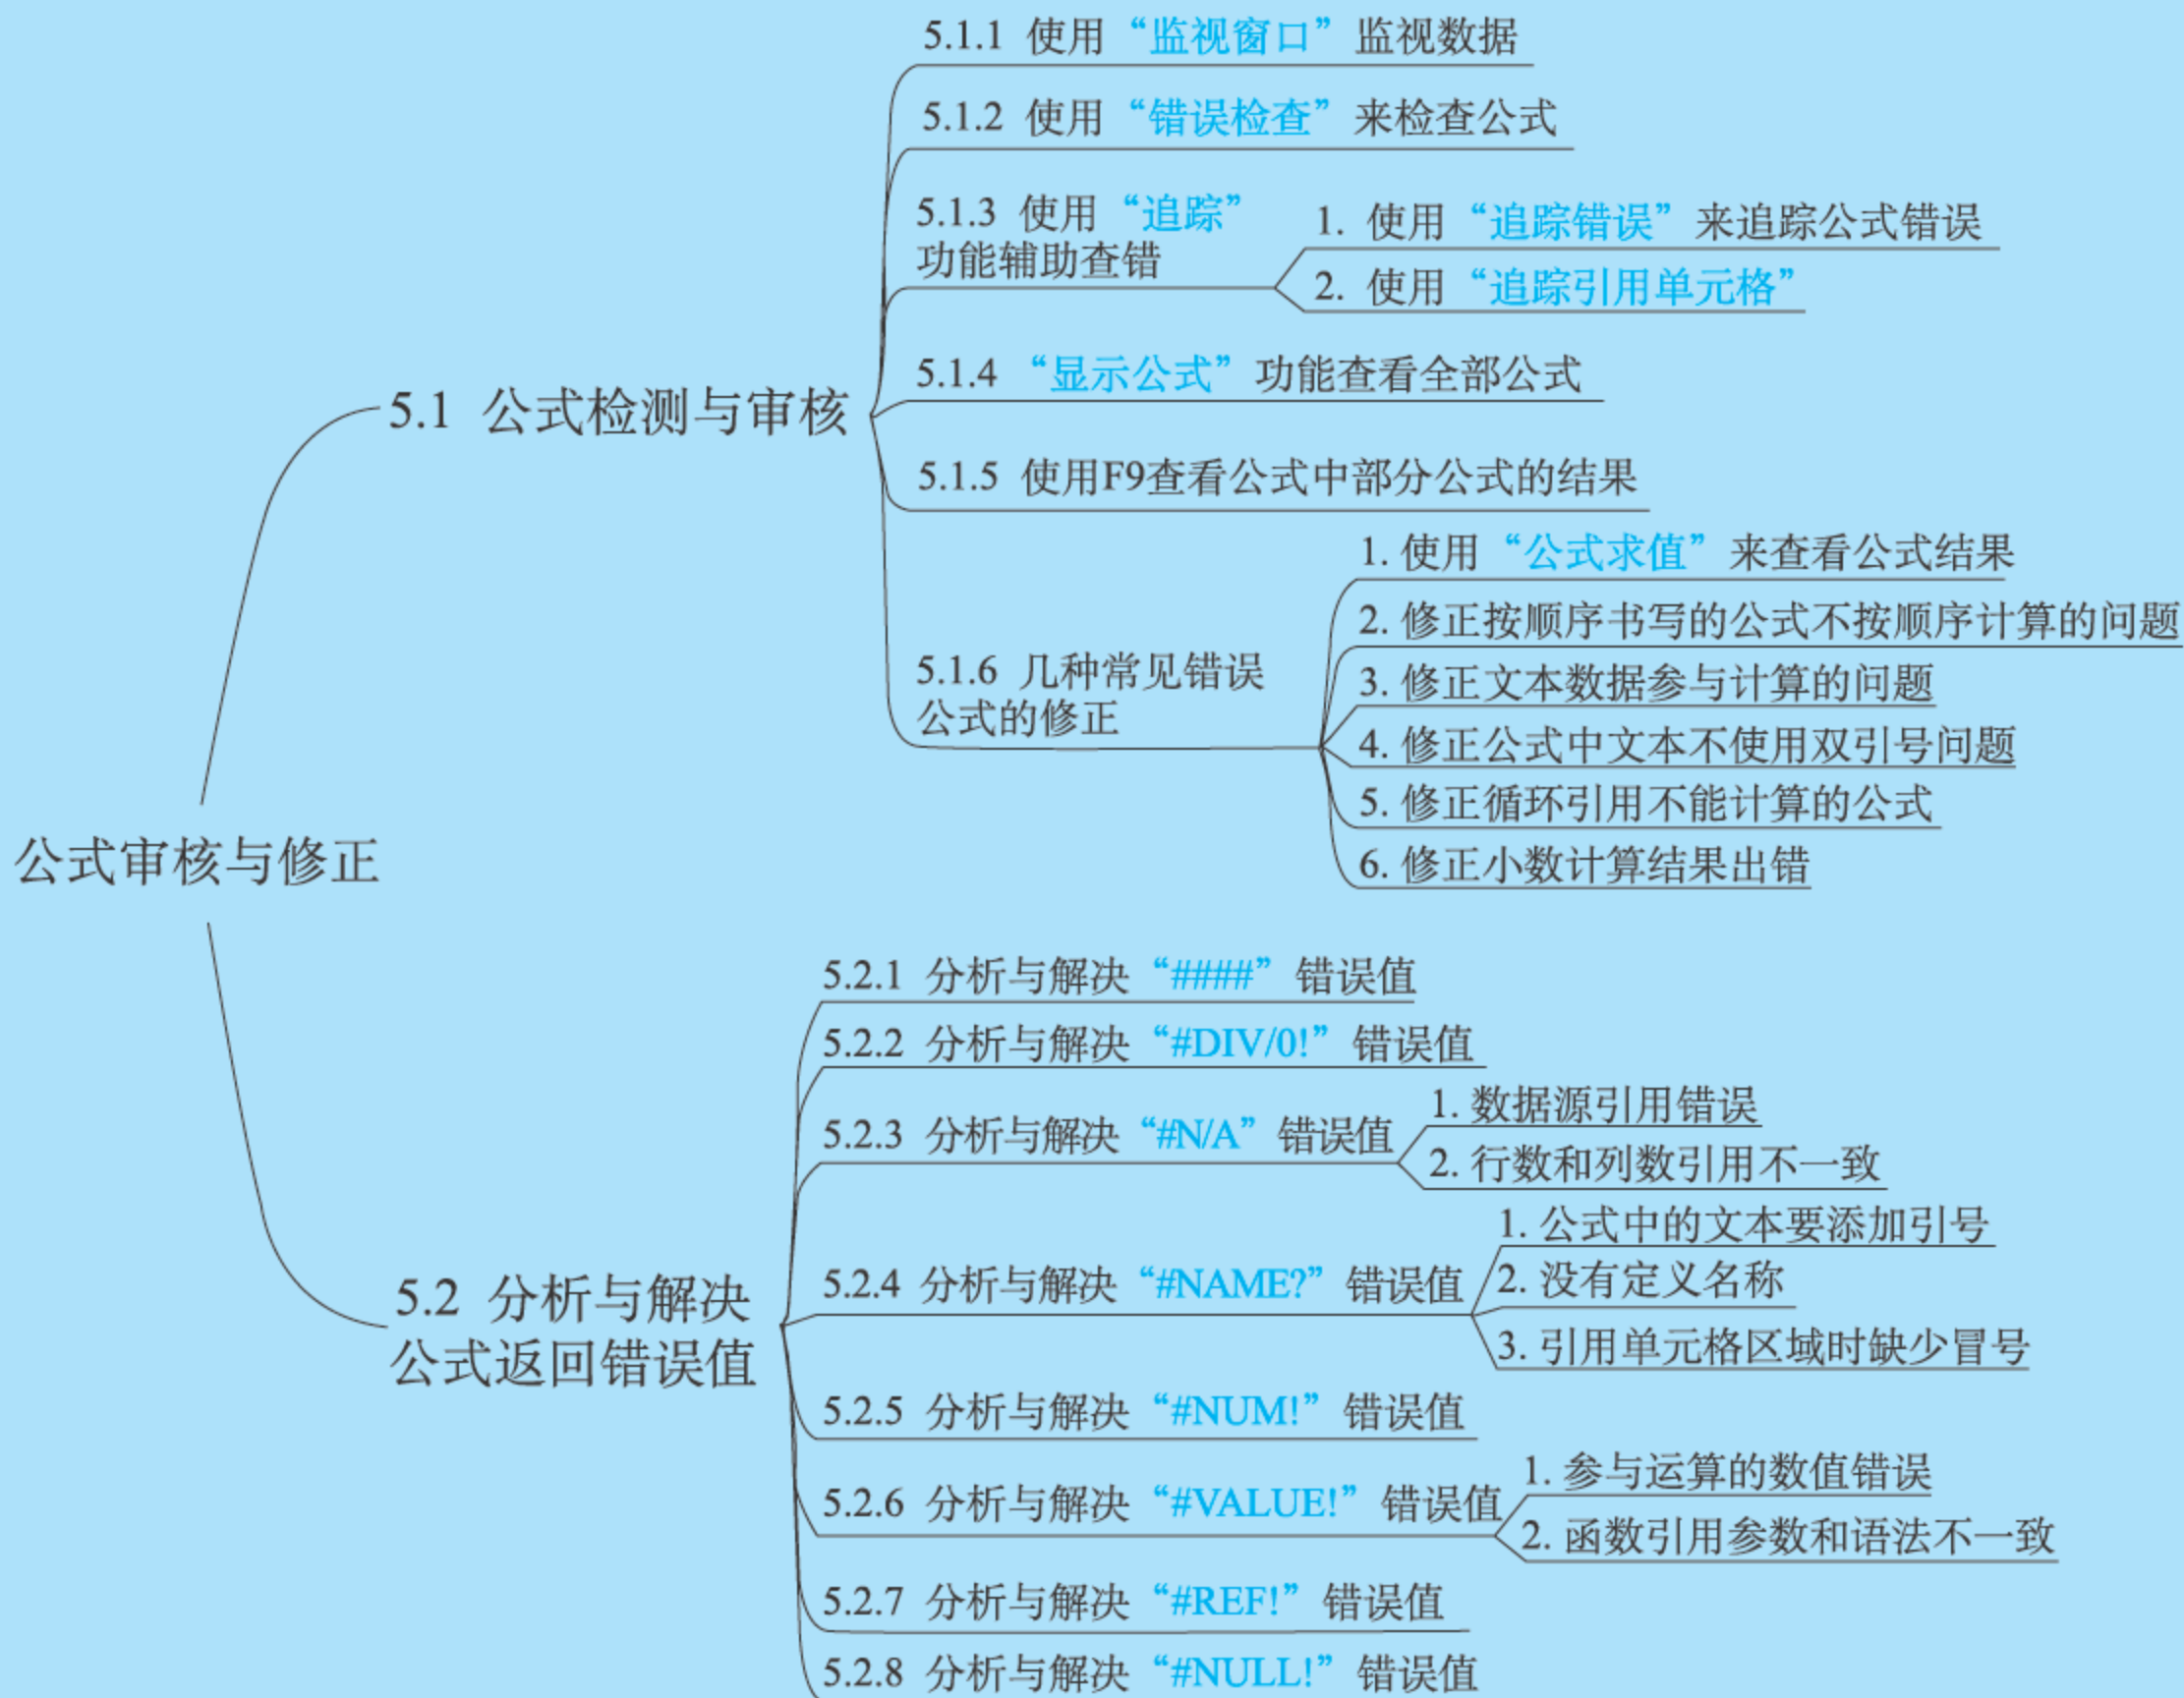 公式审核与修正
5.1 公式检测与审核
5.1.1 使用“监视窗口”监视数据
5.1.2 使用“错误检查”来检查公式
5.1.3 使用“追踪”
功能辅助查错
1. 使用“追踪错误”来追踪公式错误
2. 使用“追踪引用单元格”
5.1.4 “显示公式”功能查看全部公式
5.1.5 使用F9查看公式中部分公式的结果
5.1.6 几种常见错误
公式的修正
1. 使用“公式求值”来查看公式结果
2. 修正按顺序书写的公式不按顺序计算的问题
3. 修正文本数据参与计算的问题
4. 修正公式中文本不使用双引号问题
5. 修正循环引用不能计算的公式
6. 修正小数计算结果出错
5.2 分析与解决
公式返回错误值
5.2.1 分析与解决“####”错误值
5.2.2 分析与解决“#DIV/0!”错误值
5.2.3 分析与解决“#N/A”错误值
1. 数据源引用错误
2. 行数和列数引用不一致
5.2.4 分析与解决“#NAME?”错误值
1. 公式中的文本要添加引号
2. 没有定义名称
3. 引用单元格区域时缺少冒号
5.2.5 分析与解决“#NUM!”错误值
5.2.6 分析与解决“#VALUE!”错误值
1. 参与运算的数值错误
2. 函数引用参数和语法不一致
5.2.7 分析与解决“#REF!”错误值
5.2.8 分析与解决“#NULL!”错误值